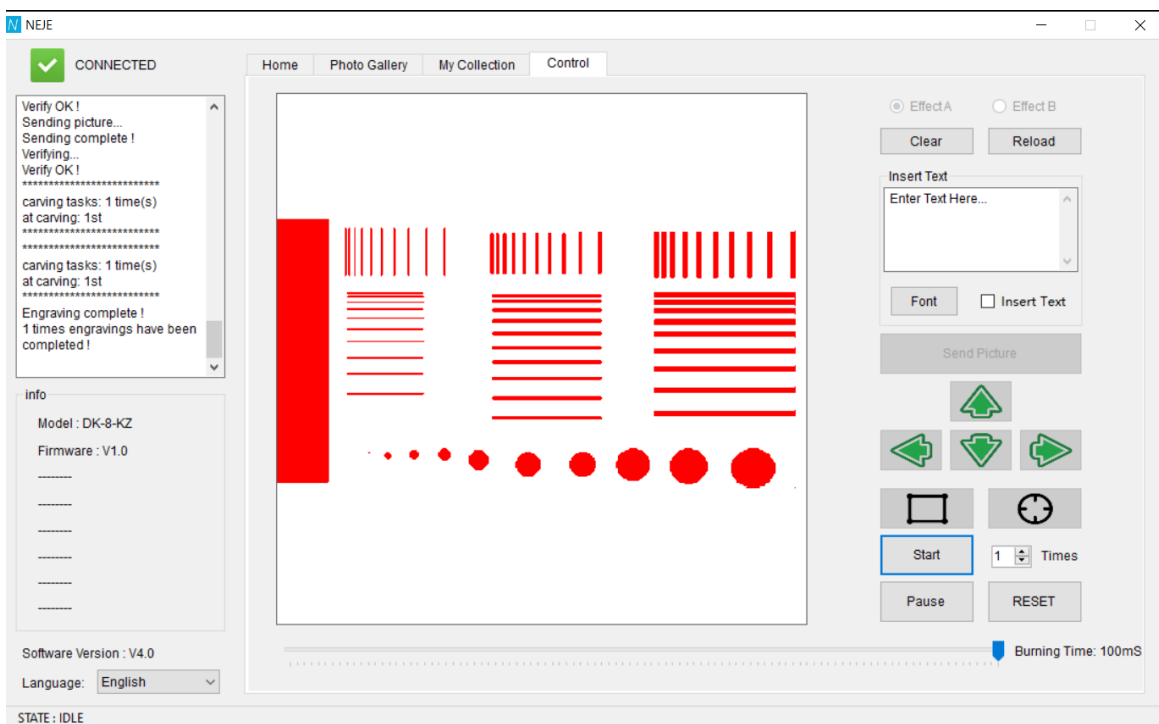 NEJE
CONNECTED
Home Photo Gallery My Collection Control
Verify OK !
Sending picture...
Sending complete !
Verifying...
Verify OK !
**************************
carving tasks: 1 time(s)
at carving: 1st
**************************
**************************
carving tasks: 1 time(s)
at carving: 1st
**************************
Engraving complete !
1 times engravings have been
completed !
info
Model : DK-8-KZ
Firmware : V1.0
--------
--------
--------
--------
--------
--------
Software Version : V4.0
Language: English
STATE : IDLE
Effect A Effect B
Clear Reload
Insert Text
Enter Text Here...
Font Insert Text
Send Picture
Start 1 Times
Pause RESET
Burning Time: 100mS